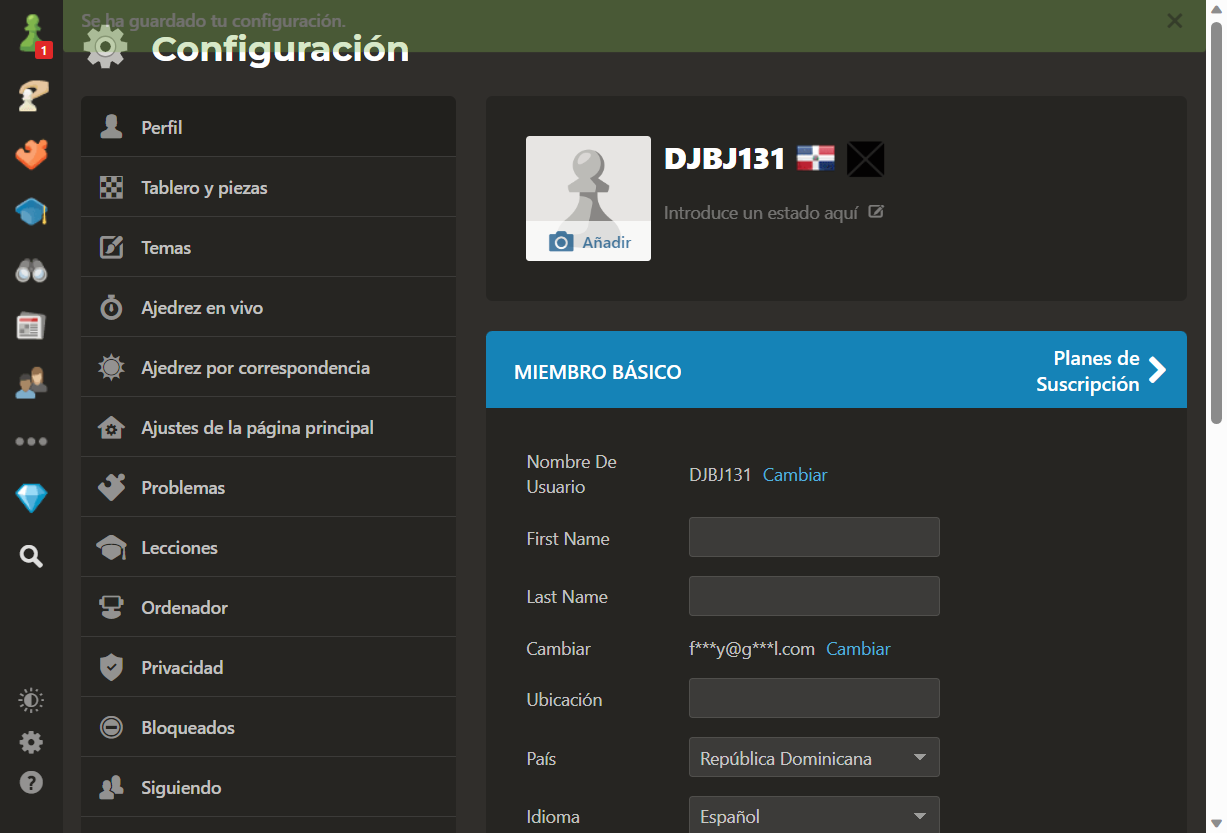 Se ha guardado tu configuración.
1
Configuración
Perfil
Tablero y piezas
Temas
Ajedrez en vivo
Ajedrez por correspondencia
Ajustes de la página principal
Problemas
Lecciones
Ordenador
Privacidad
Bloqueados
Siguiendo
DJBJ131
Introduce un estado aquí
Añadir
MIEMBRO BÁSICO
Planes de
Suscripción
Nombre De
Usuario
DJBJ131 Cambiar
First Name
Last Name
Cambiar
f***y@g***l.com Cambiar
Ubicación
País
República Dominicana
Idioma
Español